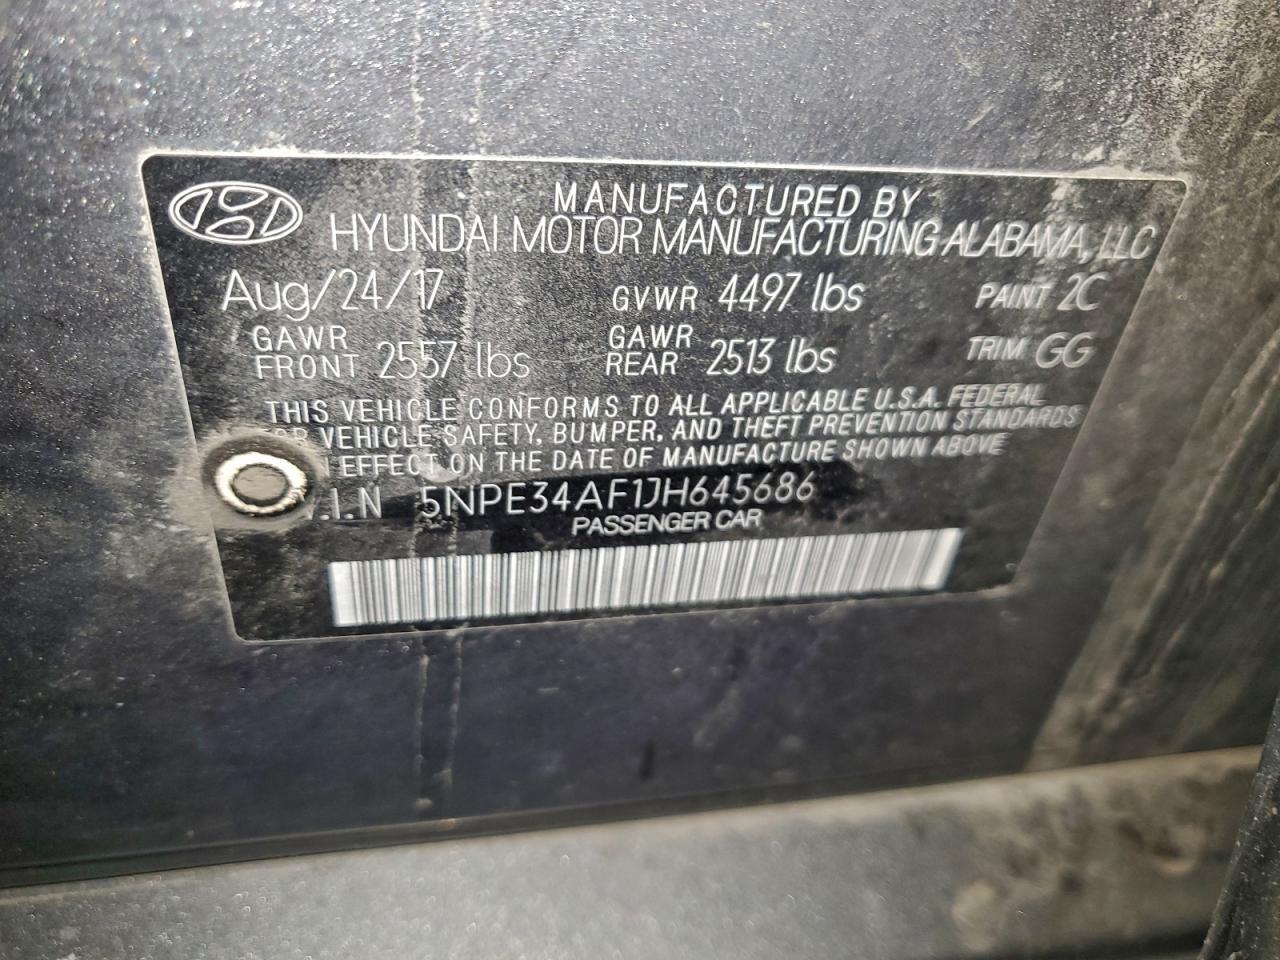 MANUFACTURED BY
HYUNDAI MOTOR MANUFACTURING ALABAMA, LLC
Aug/24/17 GVWR 4497 lbs PAINT 2C
GAWR FRONT 2557 lbs GAWR REAR 2513 lbs TRIM GG
THIS VEHICLE CONFORMS TO ALL APPLICABLE U.S.A. FEDERAL
VEHICLE SAFETY, BUMPER, AND THEFT PREVENTION STANDARDS
EFFECT ON THE DATE OF MANUFACTURE SHOWN ABOVE
V.I.N 5NPE34AF1JH645686
PASSENGER CAR